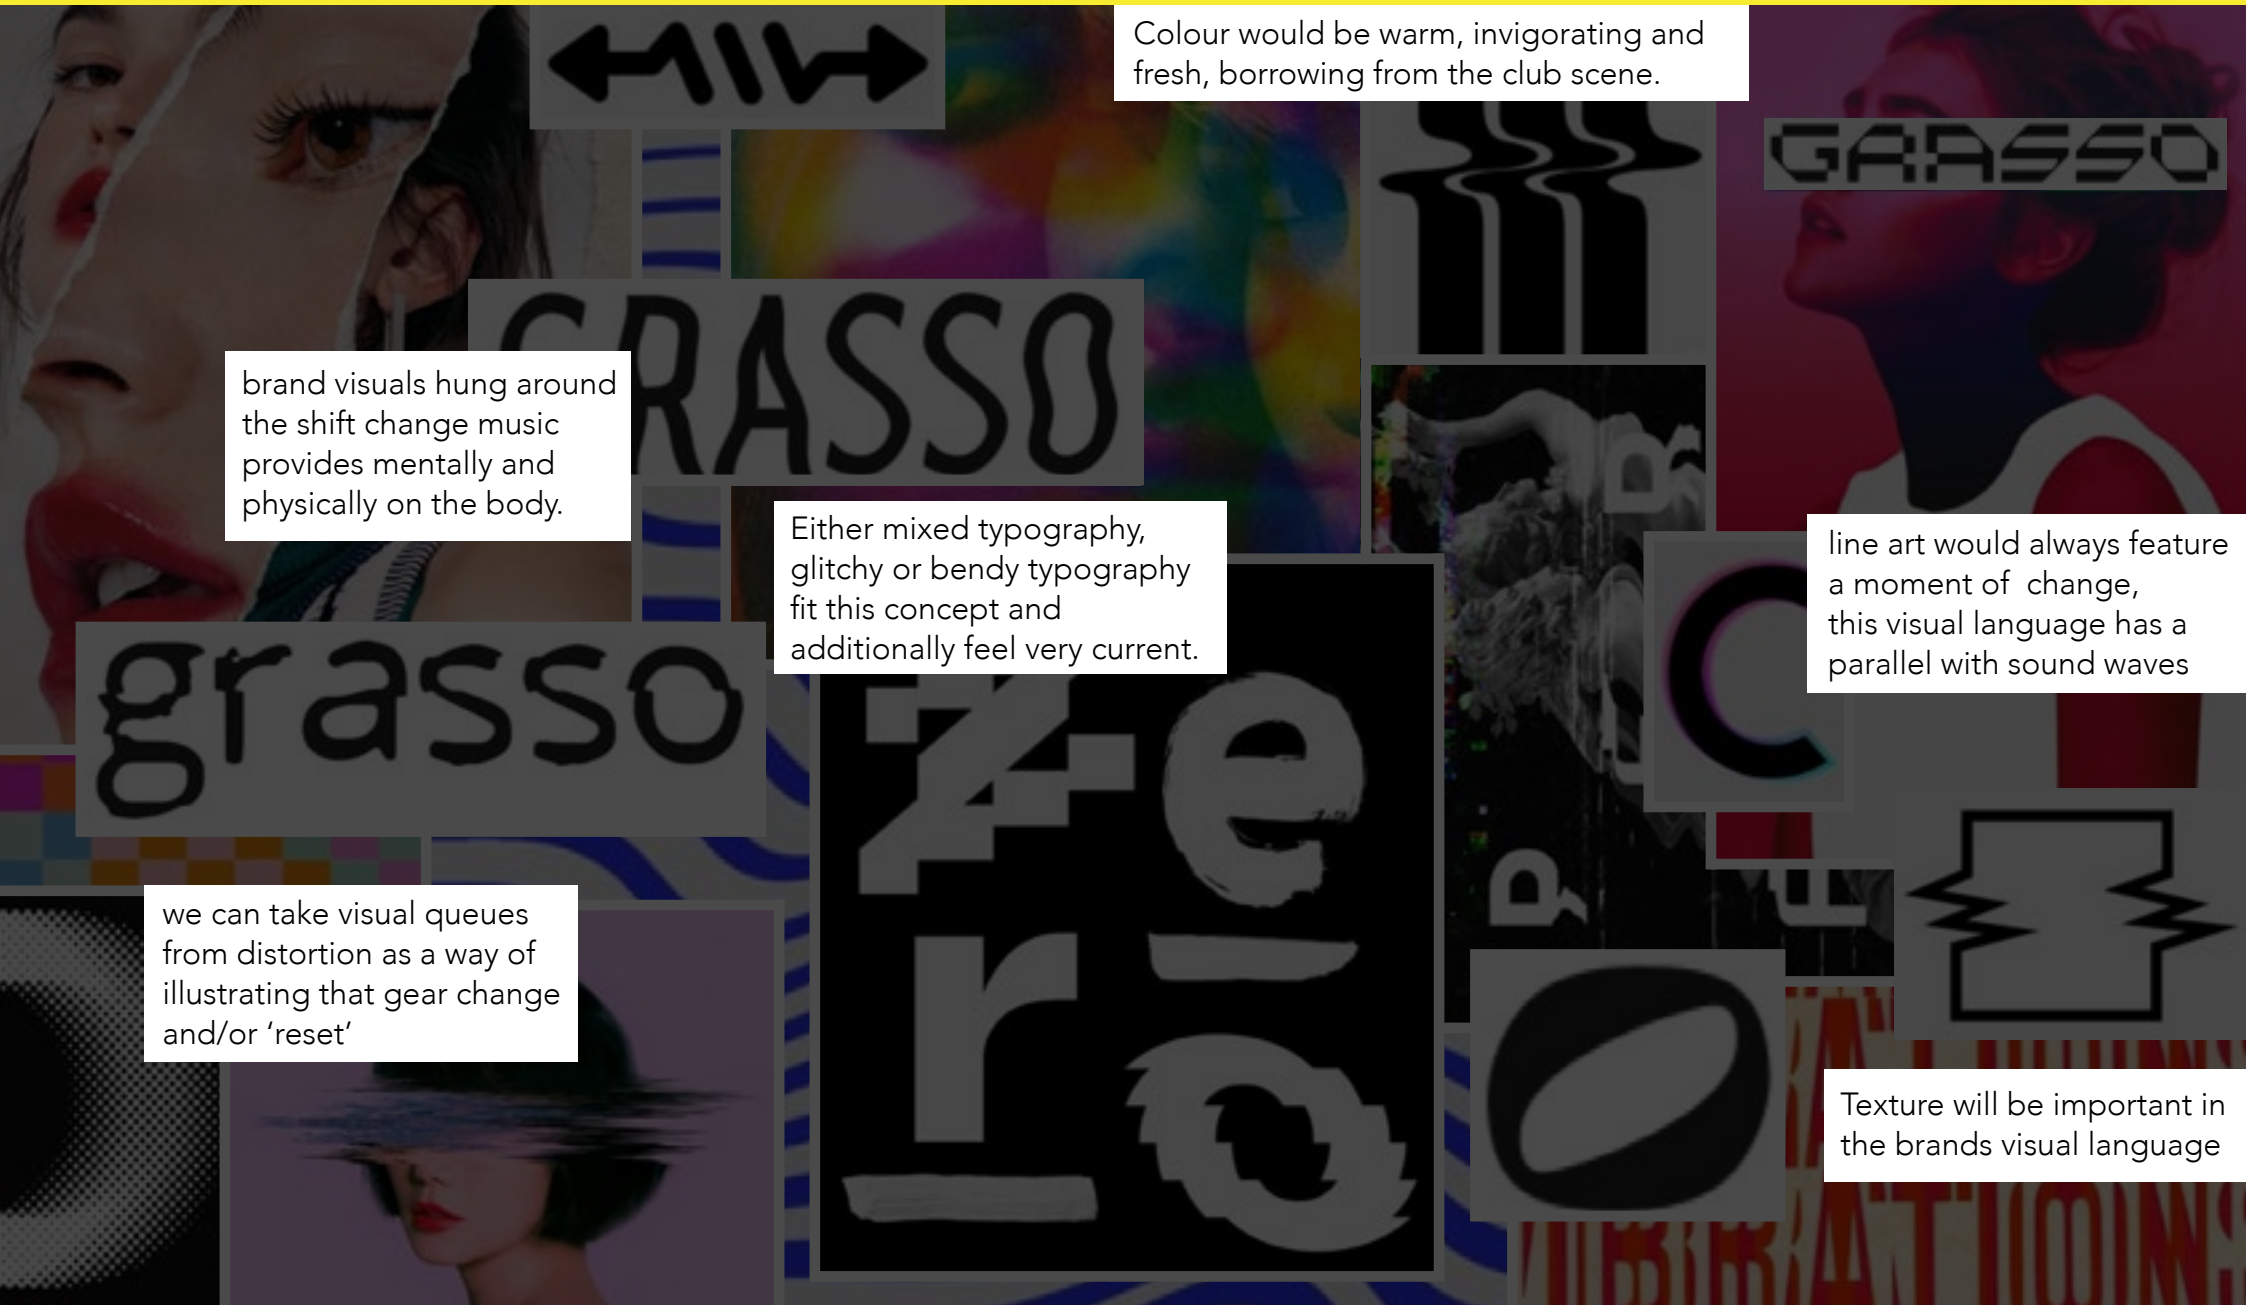 Colour would be warm, invigorating and
fresh, borrowing from the club scene.
GRASSO
GRASSO
brand visuals hung around
the shift change music
provides mentally and
physically on the body.
Either mixed typography,
glitchy or bendy typography
fit this concept and
additionally feel very current.
line art would always feature
a moment of  change,
this visual language has a
parallel with sound waves
grasso
ze
ro
we can take visual queues
from distortion as a way of
illustrating that gear change
and/or ‘reset’
Texture will be important in
the brands visual language